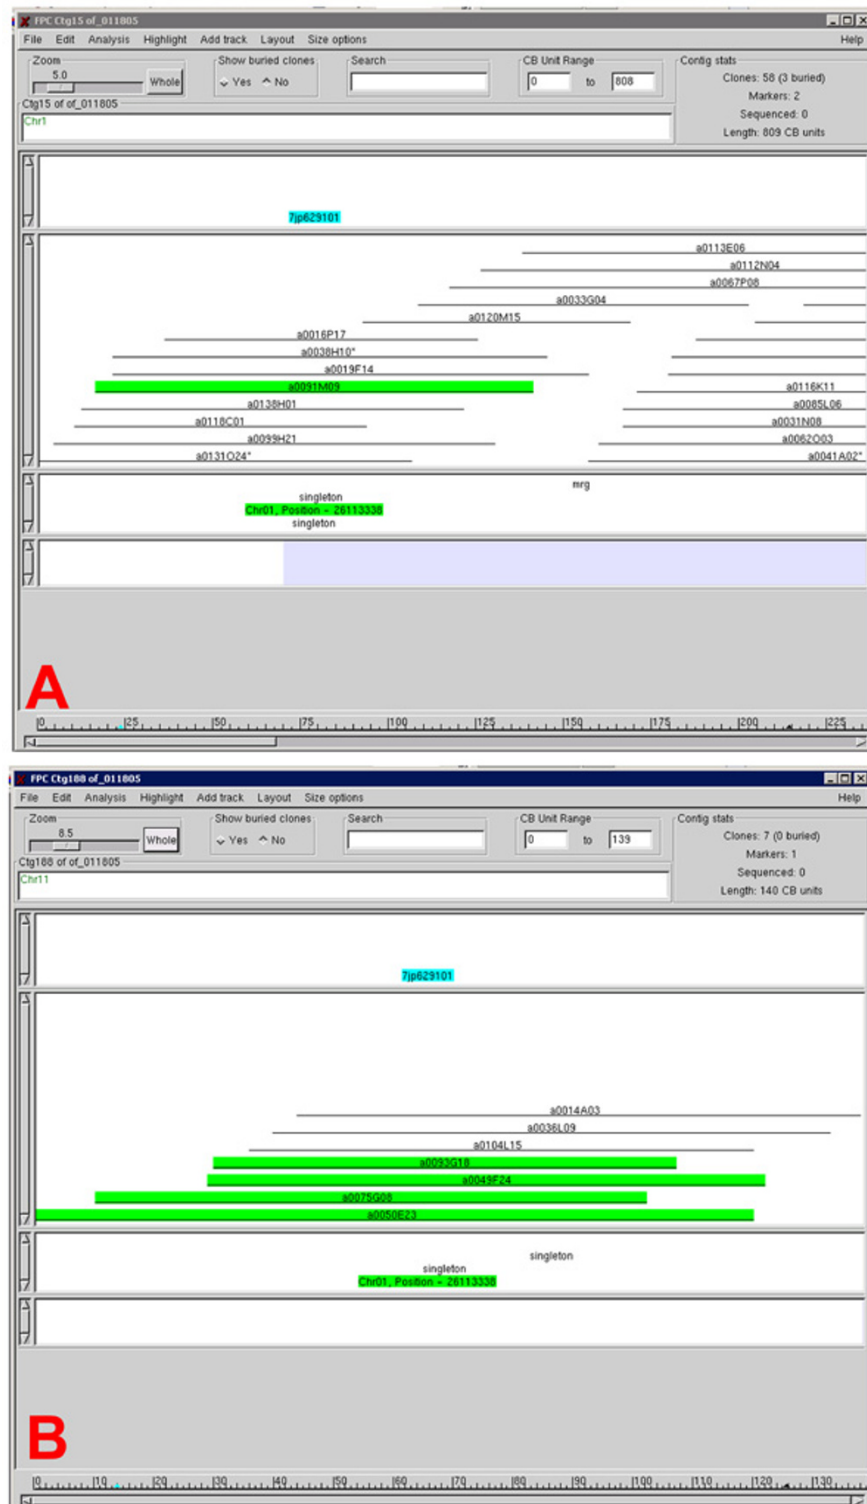 FPC Ctg15 of of_011805
File Edit Analysis Highlight Add track Layout Size options Help
Zoom Show buried clones Search CB Unit Range Contig stats
5.0 Whole Yes No 0 to 808 Clones: 58 (3 buried)
Markers: 2
Sequenced: 0
Length: 809 CB units
Ctg15 of of_011805
Chr1
7jp629101
a0113E06
a0112N04
a0067P08
a0033G04
a0120M15
a0016P17
a0038H10*
a0019F14
a0091M09 a0116K11
a0138H01 a0085L06
a0118C01 a0031N08
a0099H21 a0062O03
a0131O24* a0041A02*
mrg
singleton
Chr01, Position - 26113338
singleton
A
0 25 50 75 100 125 150 175 200 225
FPC Ctg188 of of_011805
File Edit Analysis Highlight Add track Layout Size options Help
Zoom Show buried clones Search CB Unit Range Contig stats
8.5 Whole Yes No 0 to 139 Clones: 7 (0 buried)
Markers: 1
Sequenced: 0
Length: 140 CB units
Ctg188 of of_011805
Chr11
7jp629101
a0014A03
a0036L09
a0104L15
a0093G18
a0049F24
a0075G08
a0050E23
singleton
singleton
Chr01, Position - 26113338
B
0 10 20 30 40 50 60 70 80 90 100 110 120 130